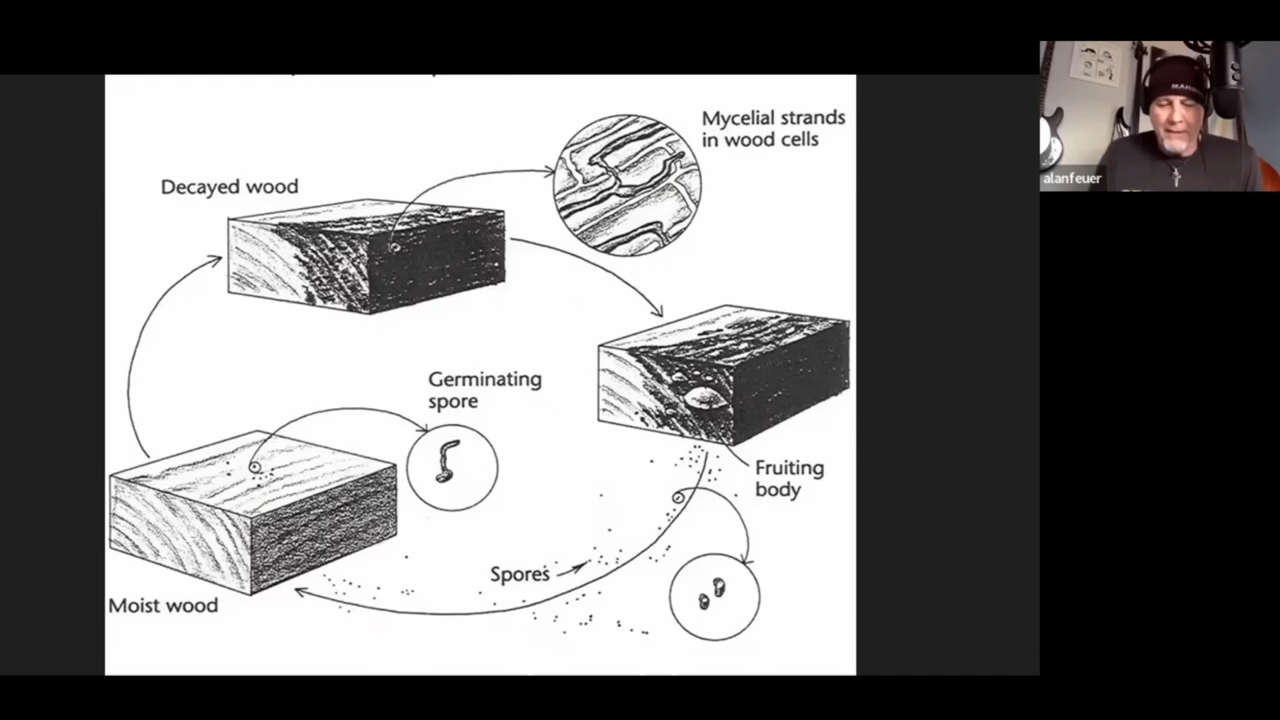 Mycelial strands
in wood cells
Decayed wood
Germinating
spore
Fruiting
body
Spores
Moist wood
alanfeuer